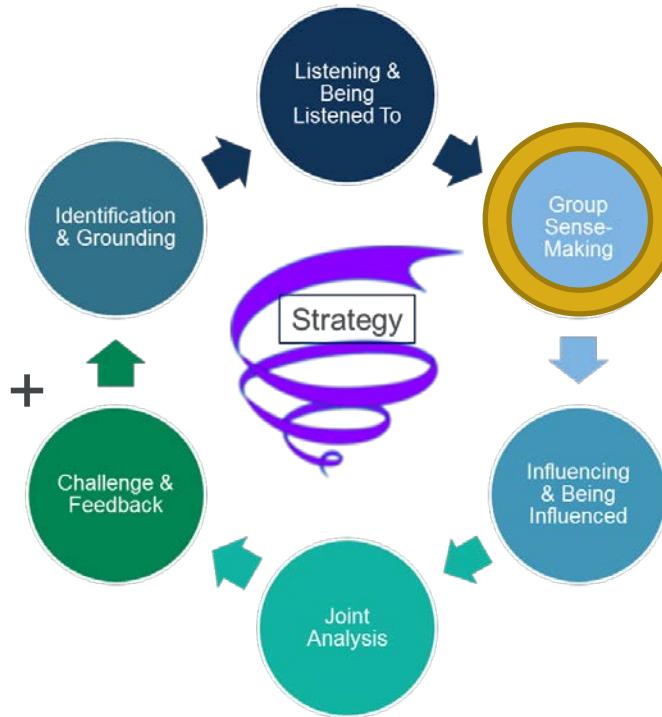 Listening &
Being
Listened To
Group
Sense-
Making
Influencing
& Being
Influenced
Joint
Analysis
Challenge &
Feedback
Identification
& Grounding
Strategy
+